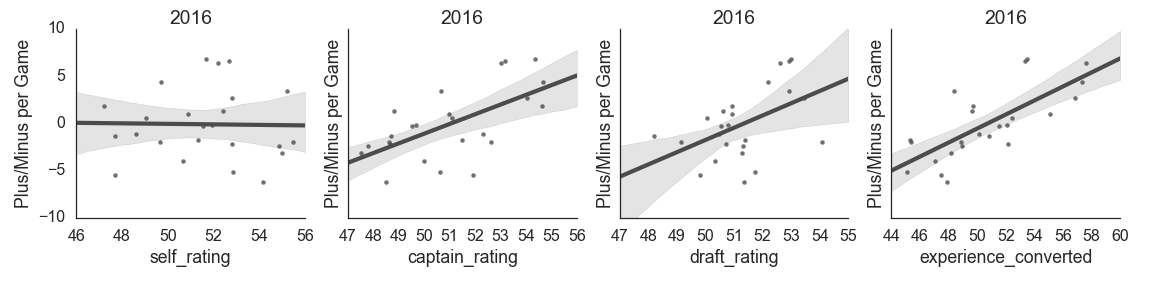 2016 2016 2016 2016
Plus/Minus per Game
10
5
0
−5
−10
46 48 50 52 54 56
self_rating
Plus/Minus per Game
47 48 49 50 51 52 53 54 55 56
captain_rating
Plus/Minus per Game
47 48 49 50 51 52 53 54 55
draft_rating
Plus/Minus per Game
44 46 48 50 52 54 56 58 60
experience_converted